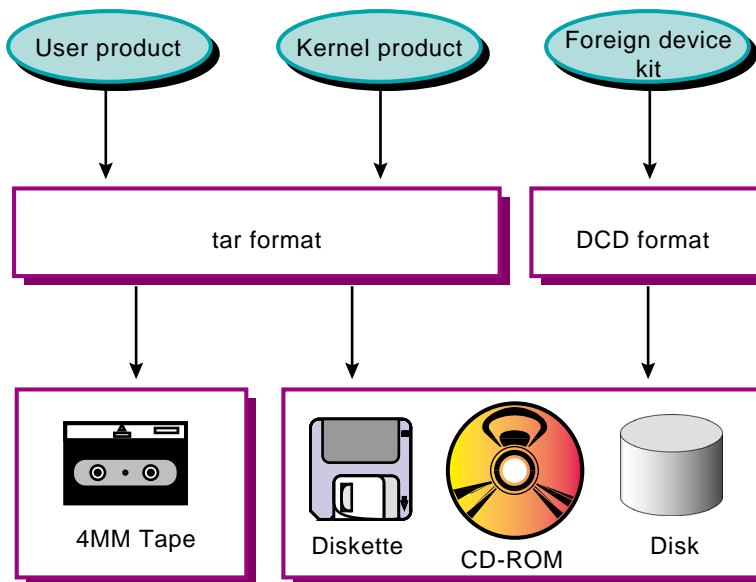 User product
Kernel product
Foreign device
kit
tar format
DCD format
4MM Tape
Diskette
CD-ROM
Disk